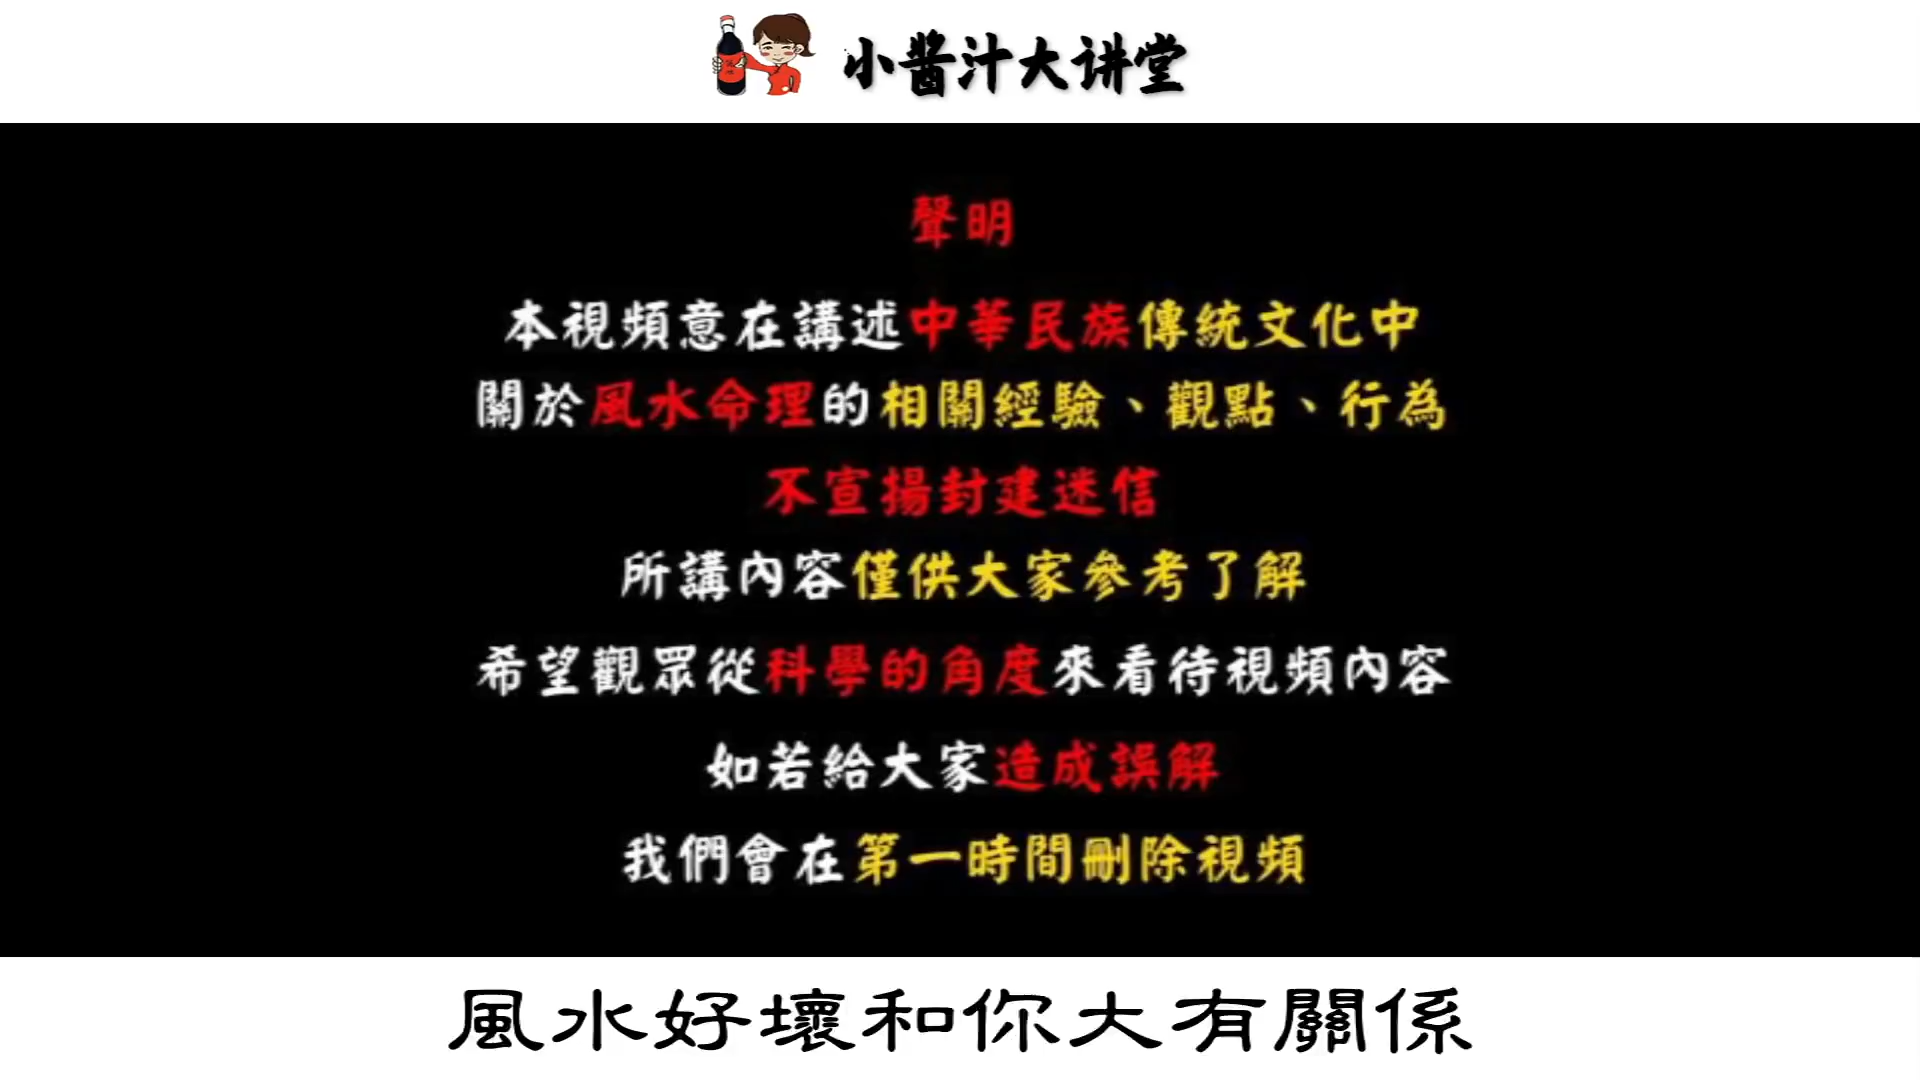 小酱汁大讲堂
聲明
本視頻意在講述中華民族傳統文化中
關於風水命理的相關經驗、觀點、行為
不宣揚封建迷信
所講內容僅供大家參考了解
希望觀眾從科學的角度來看待視頻內容
如若給大家造成誤解
我們會在第一時間刪除視頻
風水好壞和你大有關係